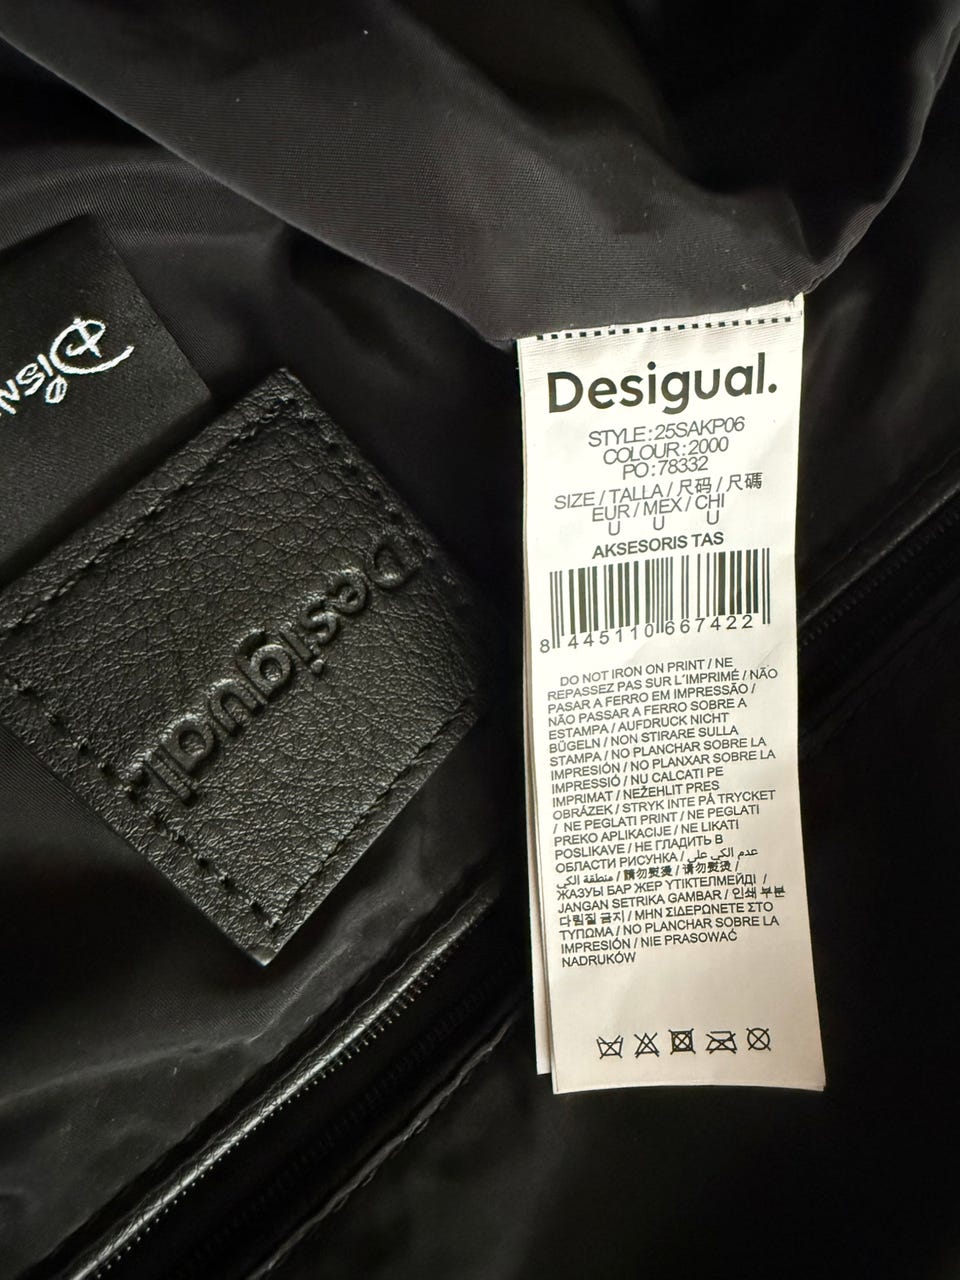 Disn
Desigual.
Desigual.
STYLE:25SAKP06
COLOUR:2000
PO:78332
SIZE / TALLA / 尺码 / 尺碼
EUR / MEX / CHI
U U U
AKSESORIS TAS
8 445110 667422
DO NOT IRON ON PRINT / NE
REPASSEZ PAS SUR L´IMPRIMÉ / NÃO
PASAR A FERRO EM IMPRESSÃO /
NÃO PASSAR A FERRO SOBRE A
ESTAMPA / AUFDRUCK NICHT
BÜGELN / NON STIRARE SULLA
STAMPA / NO PLANCHAR SOBRE LA
IMPRESIÓN / NO PLANXAR SOBRE LA
IMPRESSIÓ / NU CALCATI PE
IMPRIMAT / NEŽEHLIT PRES
OBRÁZEK / STRYK INTE PÅ TRYCKET
/ NE PEGLATI PRINT / NE PEGLATI
PREKO APLIKACIJE / NE LIKATI
POSLIKAVE / НЕ ГЛАДИТЬ В
ОБЛАСТИ РИСУНКА / عدم الكي على
منطقة الكي / 請勿熨燙 / 请勿熨烫 /
ЖАЗУЫ БАР ЖЕР ҮТІКТЕЛМЕЙДІ /
JANGAN SETRIKA GAMBAR / 인쇄 부분
다림질 금지 / ΜΗΝ ΣΙΔΕΡΩΝΕΤΕ ΣΤΟ
ΤΥΠΩΜΑ / NO PLANCHAR SOBRE LA
IMPRESIÓN / NIE PRASOWAĆ
NADRUKÓW